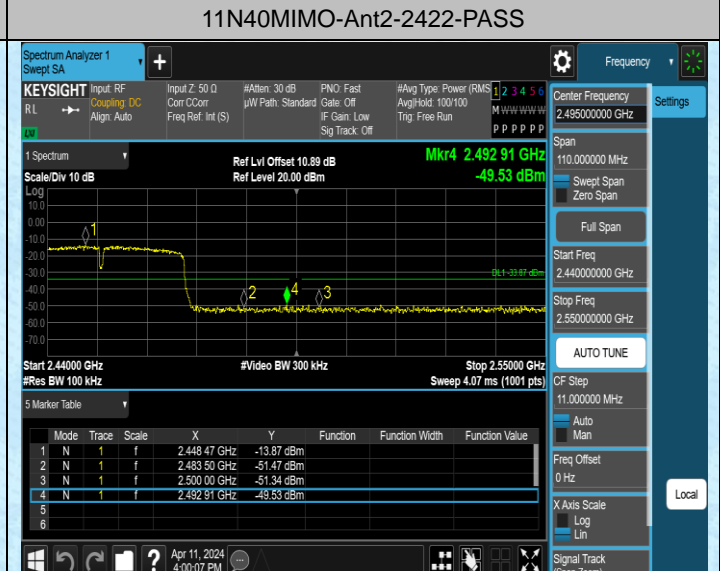 11N40MIMO-Ant2-2422-PASS
Spectrum Analyzer 1
Swept SA
+
Frequency
KEYSIGHT
RL
LXI
Input: RF
Coupling: DC
Align: Auto
Input Z: 50 Ω
Corr CCorr
Freq Ref: Int (S)
#Atten: 30 dB
µW Path: Standard
PNO: Fast
Gate: Off
IF Gain: Low
Sig Track: Off
#Avg Type: Power (RMS
Avg|Hold: 100/100
Trig: Free Run
1 2 3 4 5 6
M W W W W W
P P P P P P
1 Spectrum
Scale/Div 10 dB
Ref Lvl Offset 10.89 dB
Ref Level 20.00 dBm
Mkr4 2.492 91 GHz
-49.53 dBm
Log
10.0
0.00
-10.0
-20.0
-30.0
-40.0
-50.0
-60.0
-70.0
1
2
4
3
DL1 -33.87 dBm
Start 2.44000 GHz
#Res BW 100 kHz
#Video BW 300 kHz
Stop 2.55000 GHz
Sweep 4.07 ms (1001 pts)
5 Marker Table
Mode Trace Scale X Y Function Function Width Function Value
1 N 1 f 2.448 47 GHz -13.87 dBm
2 N 1 f 2.483 50 GHz -51.47 dBm
3 N 1 f 2.500 00 GHz -51.34 dBm
4 N 1 f 2.492 91 GHz -49.53 dBm
5
6
?
Apr 11, 2024
4:00:07 PM
Center Frequency
2.495000000 GHz
Settings
Span
110.000000 MHz
Swept Span
Zero Span
Full Span
Start Freq
2.440000000 GHz
Stop Freq
2.550000000 GHz
AUTO TUNE
CF Step
11.000000 MHz
Auto
Man
Freq Offset
0 Hz
X Axis Scale
Log
Lin
Local
Signal Track
(Span Zoom)